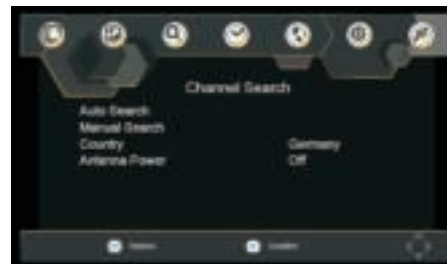 Channel Search
Auto Search
Manual Search
Country Germany
Antenna Power Off